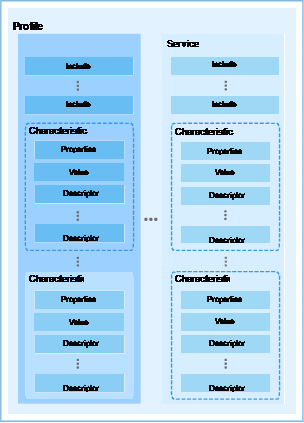 Profile
Include
Include
Characteristic
Properties
Value
Descriptor
Descriptor
Characteristic
Properties
Value
Descriptor
Descriptor
Service
Include
Include
Characteristic
Properties
Value
Descriptor
Descriptor
Characteristic
Properties
Value
Descriptor
Descriptor